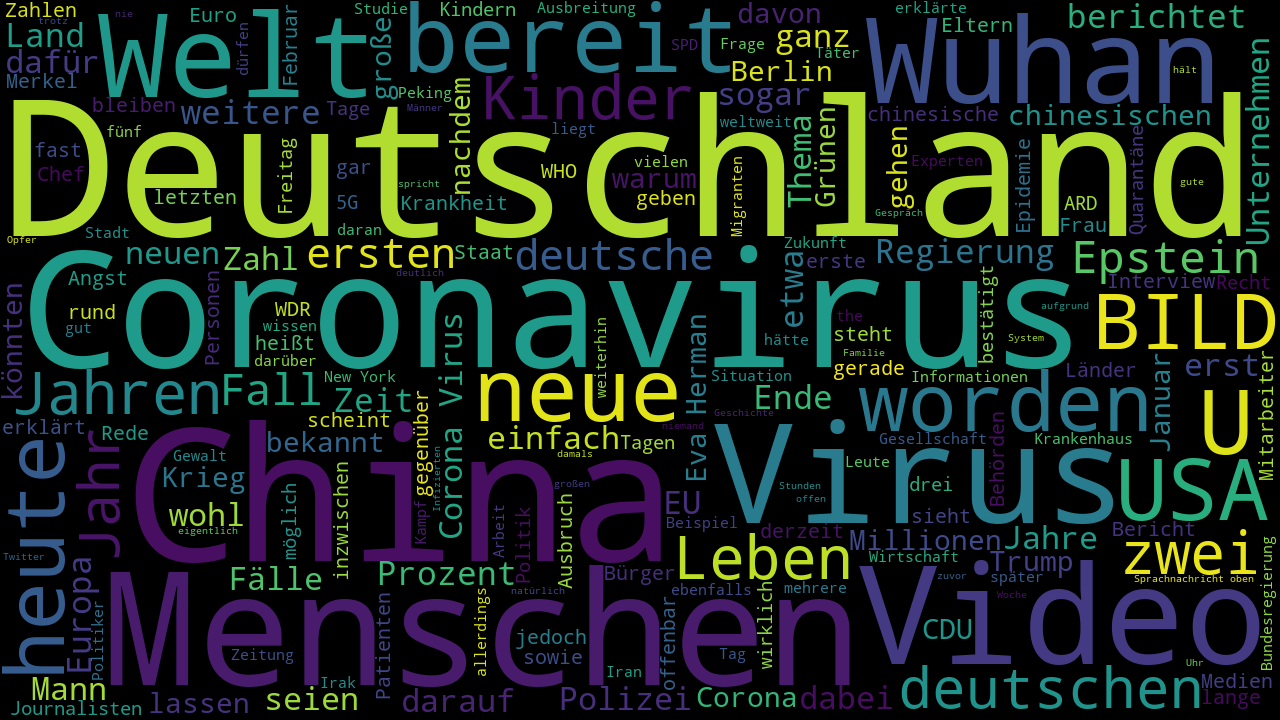 Zahlen
trotz
nie
Welt
Euro
Februar
Studie
Kindern
Ausbreitung
erklärte
Eltern
berichtet
Land
dafür
Merkel
dürfen
große
bereit
SPD
Frage
davon
ganz
Täter
Wuhan
hält
Unternehmen
Berlin
Peking
Männer
Kinder
sogar
chinesische
chinesischen
bleiben
weitere
Tage
nachdem
liegt
weltweit
Thema
Grünen
gehen
Epidemie
Quarantäne
Deutschland
fünf
fast
Chef
letzten
Freitag
gar
5G
spricht
Krankheit
WHO
vielen
warum
geben
Migranten
Experten
gute
Gespräch
ARD
Frau
Opfer
Stadt
daran
neuen
Zahl
ersten
Staat
deutsche
Zukunft
erste
etwa
Regierung
Epstein
Angst
Personen
deutlich
Interview
Recht
könnten
rund
gut
WDR
wissen
heißt
darüber
Coronavirus
the
steht
hätte
bestätigt
aufgrund
System
BILD
Familie
gerade
Informationen
Länder
erst
Jahren
Fall
New York
Zeit
Corona Virus
neue
weiterhin
Eva Herman
Situation
Ende
worden
Januar
Mitarbeiter
U
erklärt
Rede
scheint
bekannt
gegenüber
einfach
Tagen
damals
Geschichte
niemand
Gesellschaft
Krankenhaus
Gewalt
Krieg
heute
Jahr
China
Infizierten
großen
Leute
Virus
Stunden
offen
drei
Behörden
USA
wohl
eigentlich
möglich
inzwischen
Kampf
Arbeit
Politik
Ausbruch
EU
Beispiel
derzeit
sieht
Bericht
Millionen
Jahre
zwei
Twitter
Europa
Fälle
Prozent
Bürger
Leben
Wirtschaft
Trump
Sprachnachricht oben
natürlich
ebenfalls
mehrere
zuvor
später
Woche
Bundesregierung
Menschen
Politiker
Patienten
allerdings
jedoch
sowie
offenbar
wirklich
CDU
Video
Zeitung
Iran
Tag
Uhr
Irak
Mann
Journalisten
lassen
seien
darauf
Polizei
Corona
dabei
deutschen
Medien
lange